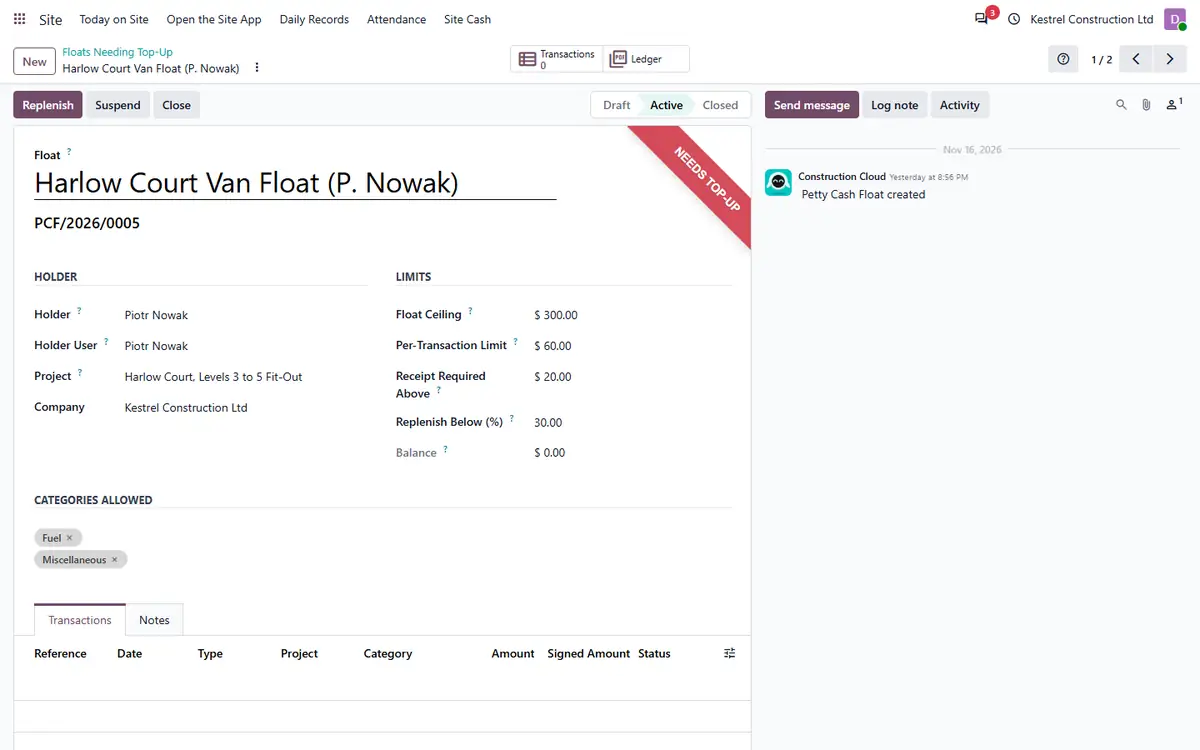 Site Today on Site Open the Site App Daily Records Attendance Site Cash 3 Kestrel Construction Ltd D
New Floats Needing Top-Up
Harlow Court Van Float (P. Nowak)
Transactions
0
Ledger
1 / 2
Replenish Suspend Close Draft Active Closed Send message Log note Activity 1
NEEDS TOP-UP
Float ?
Harlow Court Van Float (P. Nowak)
PCF/2026/0005
Nov 16, 2026
Construction Cloud Yesterday at 8:56 PM
Petty Cash Float created
HOLDER
Holder ? Piotr Nowak
Holder User ? Piotr Nowak
Project ? Harlow Court, Levels 3 to 5 Fit-Out
Company Kestrel Construction Ltd
LIMITS
Float Ceiling ? $ 300.00
Per-Transaction Limit ? $ 60.00
Receipt Required Above ? $ 20.00
Replenish Below (%) ? 30.00
Balance ? $ 0.00
CATEGORIES ALLOWED
Fuel ×
Miscellaneous ×
Transactions Notes
Reference Date Type Project Category Amount Signed Amount Status